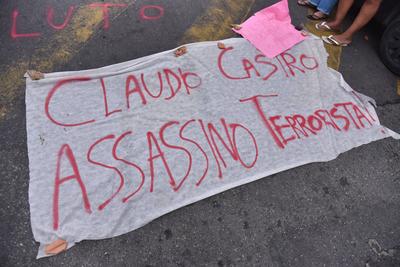 LUTO
CLAUDIO CASTRO
ASSASSINO TERRORISTA!